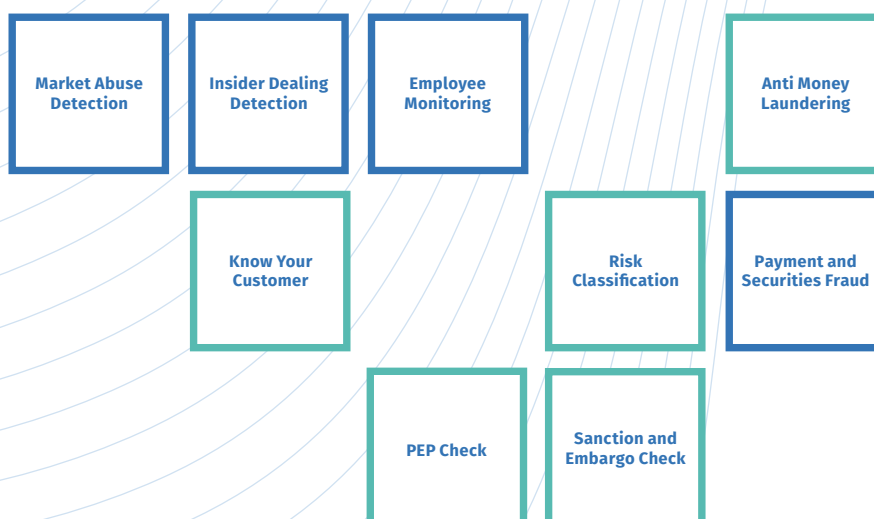 Market Abuse
Detection
Insider Dealing
Detection
Employee
Monitoring
Anti Money
Laundering
Know Your
Customer
Risk
Classification
Payment and
Securities Fraud
PEP Check
Sanction and
Embargo Check